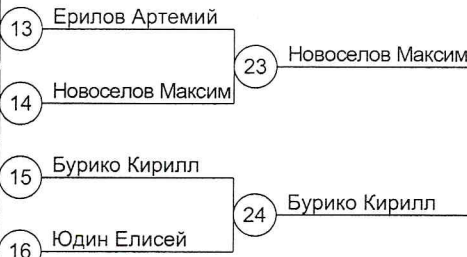 13 Ерилов Артемий
23 Новоселов Максим
14 Новоселов Максим
15 Бурико Кирилл
24 Бурико Кирилл
16 Юдин Елисей